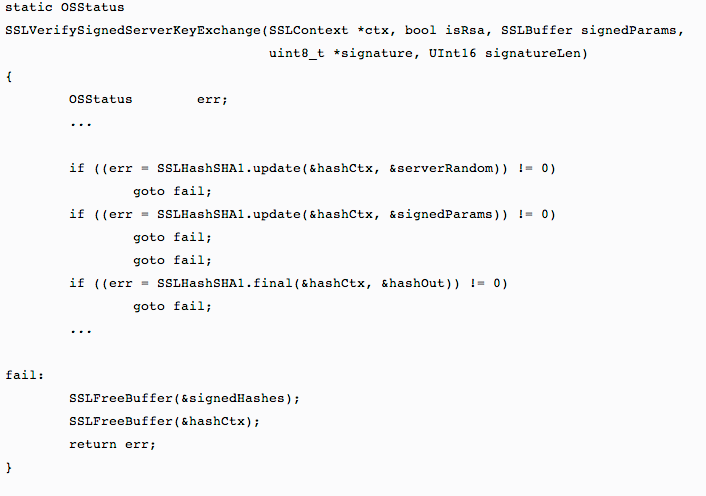 static OSStatus
SSLVerifySignedServerKeyExchange(SSLContext *ctx, bool isRsa, SSLBuffer signedParams,
                                 uint8_t *signature, UInt16 signatureLen)
{
        OSStatus        err;
        ...

        if ((err = SSLHashSHA1.update(&hashCtx, &serverRandom)) != 0)
                goto fail;
        if ((err = SSLHashSHA1.update(&hashCtx, &signedParams)) != 0)
                goto fail;
                goto fail;
        if ((err = SSLHashSHA1.final(&hashCtx, &hashOut)) != 0)
                goto fail;
        ...

fail:
        SSLFreeBuffer(&signedHashes);
        SSLFreeBuffer(&hashCtx);
        return err;
}